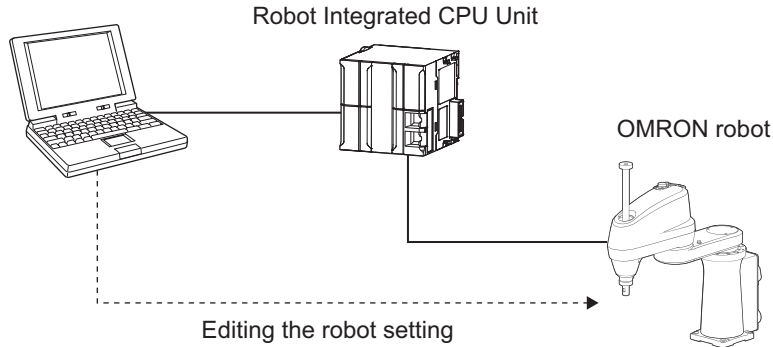 Robot Integrated CPU Unit
OMRON robot
Editing the robot setting